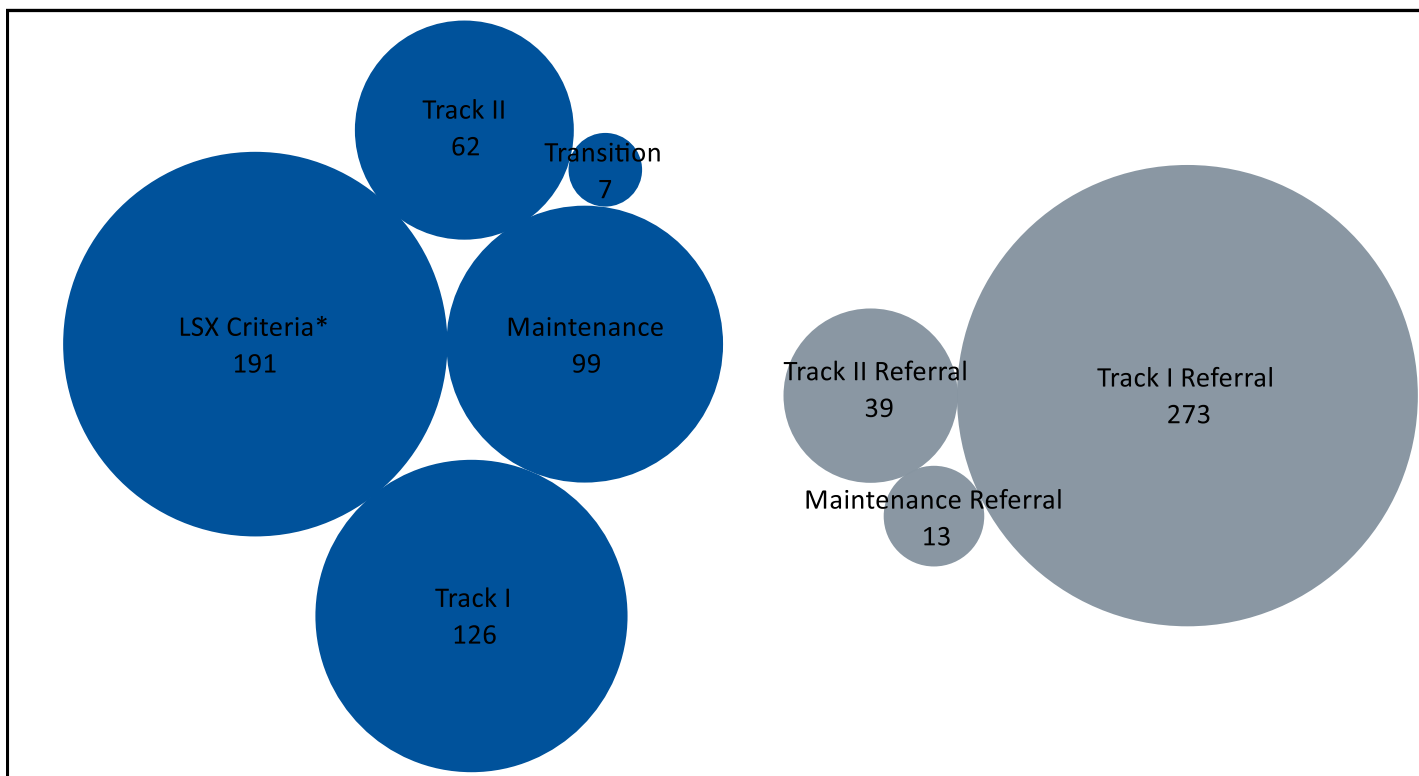 Track II
62
Transition
7
LSX Criteria*
191
Maintenance
99
Track I
126
Track II Referral
39
Track I Referral
273
Maintenance Referral
13